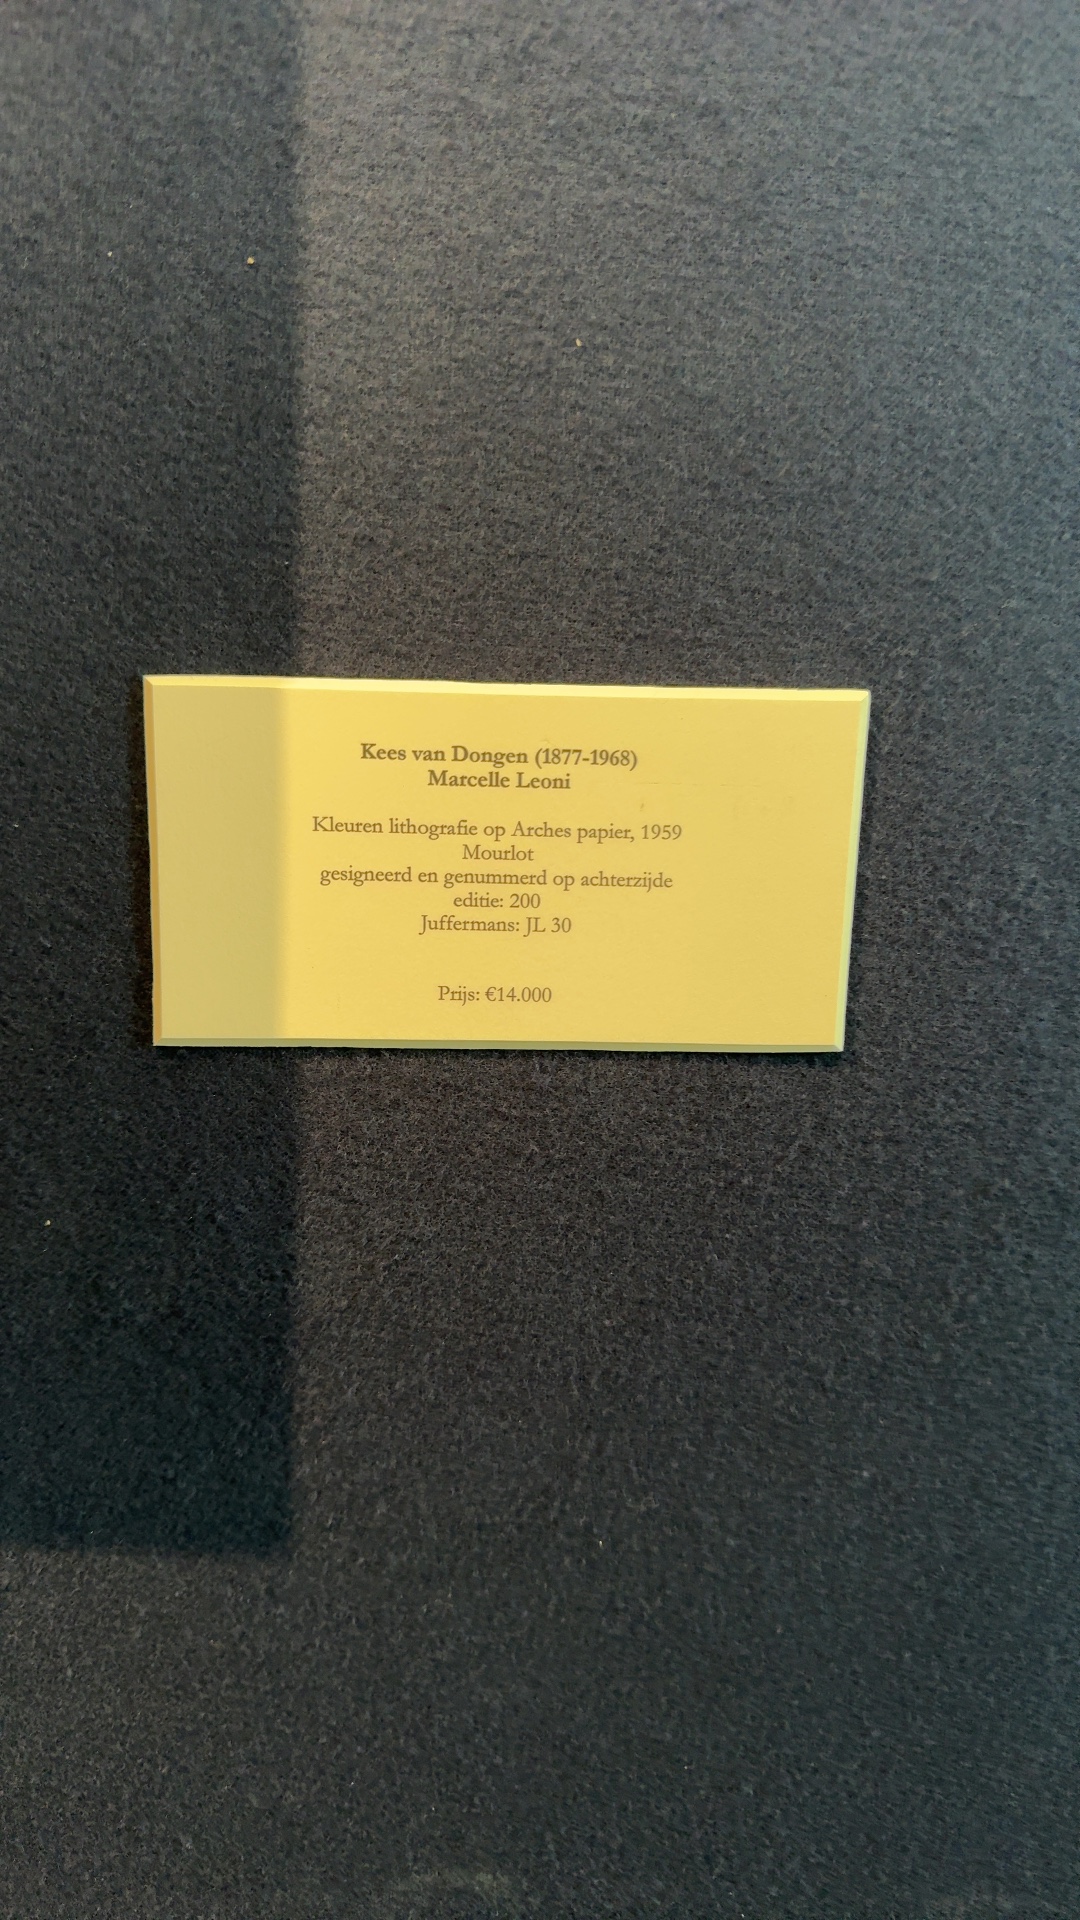 Kees van Dongen (1877-1968)
Marcelle Leoni
Kleuren lithografie op Arches papier, 1959
Mourlot
gesigneerd en genummerd op achterzijde
editie: 200
Juffermans: JL 30
Prijs: €14.000